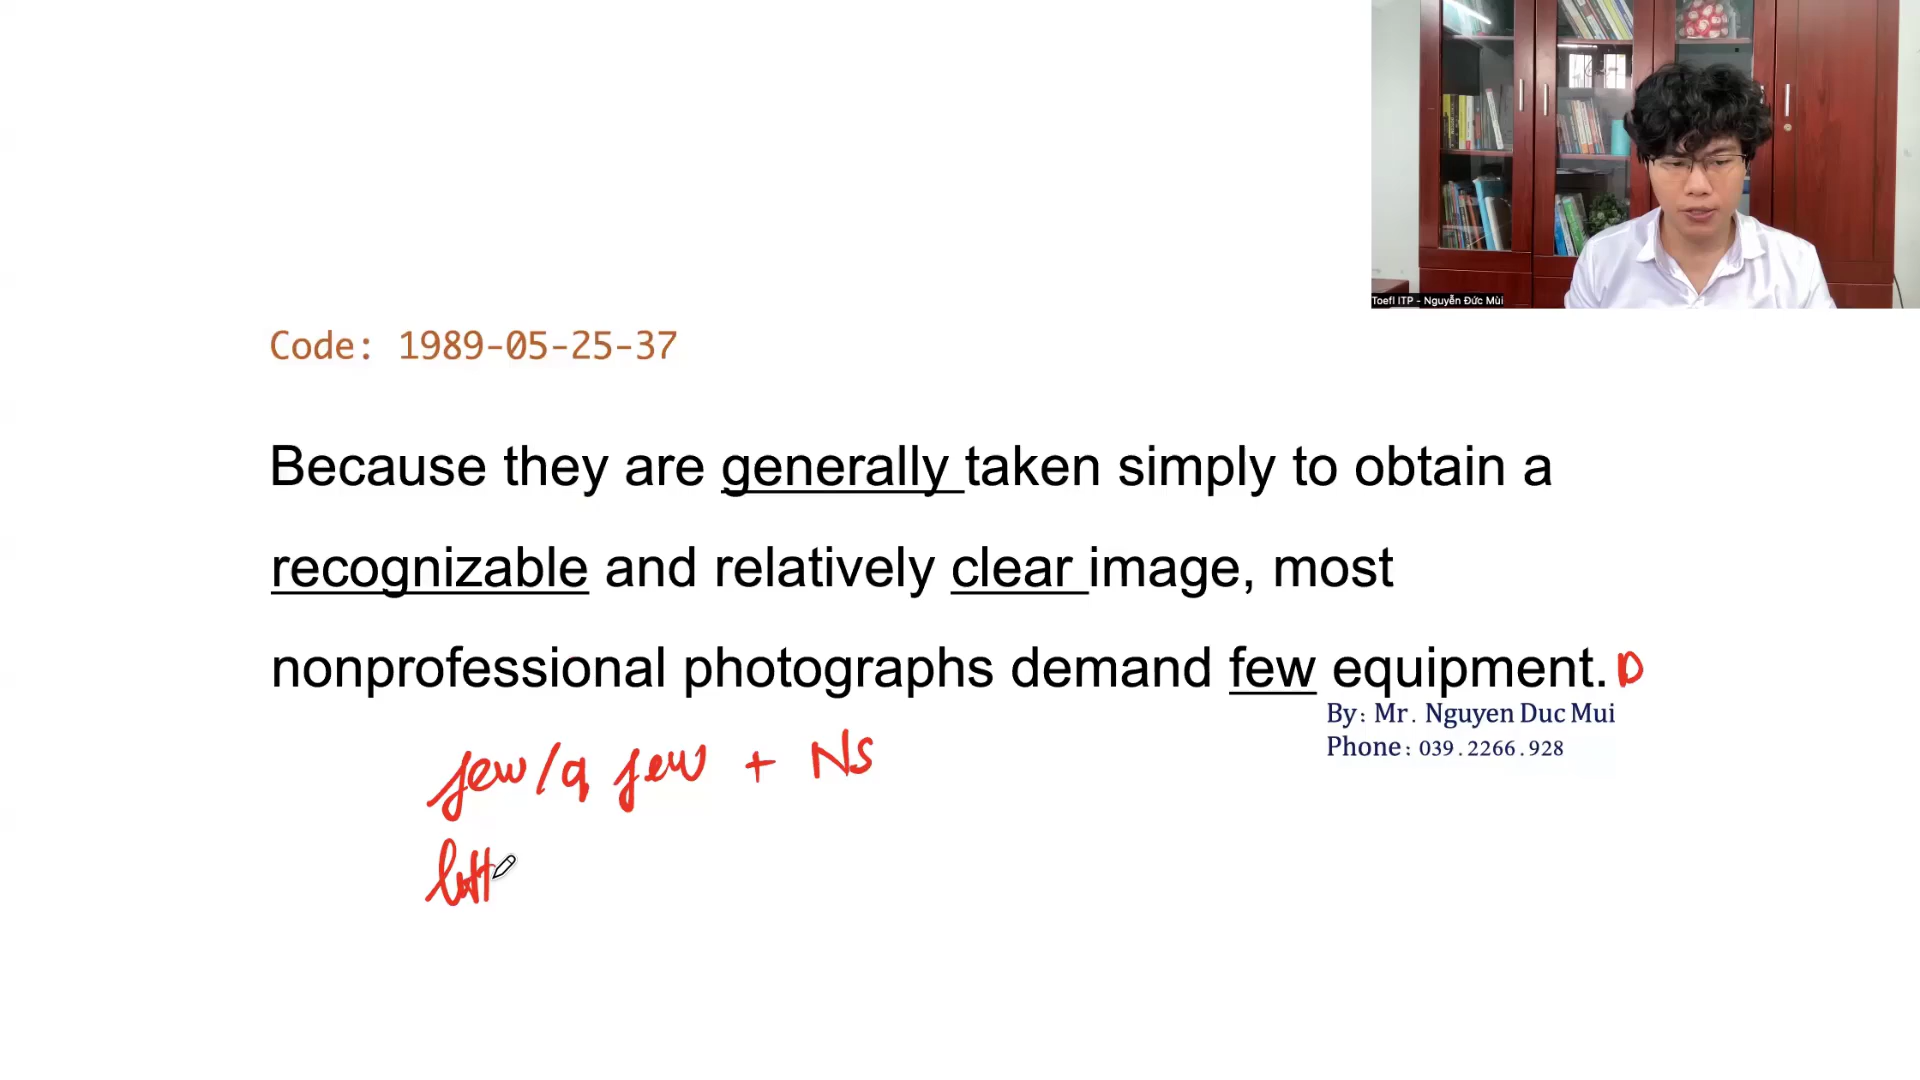 Toefl ITP - Nguyễn Đức Mùi
Code: 1989-05-25-37
Because they are generally taken simply to obtain a
recognizable and relatively clear image, most
nonprofessional photographs demand few equipment. D
By: Mr. Nguyen Duc Mui
Phone: 039.2266.928
few/a few + Ns
litt